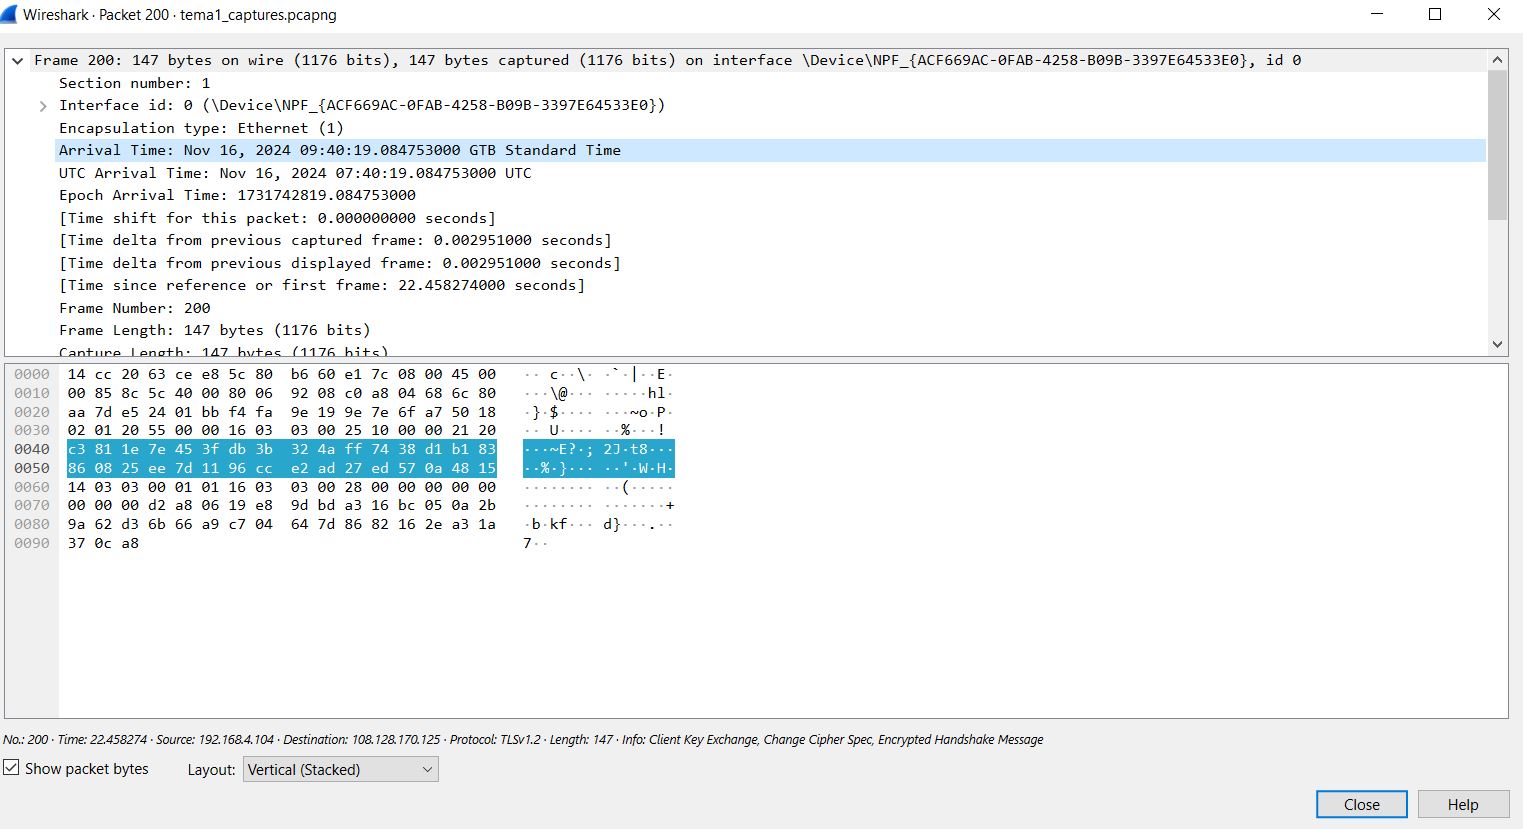 Wireshark · Packet 200 · tema1_captures.pcapng
Frame 200: 147 bytes on wire (1176 bits), 147 bytes captured (1176 bits) on interface \Device\NPF_{ACF669AC-0FAB-4258-B09B-3397E64533E0}, id 0
Section number: 1
Interface id: 0 (\Device\NPF_{ACF669AC-0FAB-4258-B09B-3397E64533E0})
Encapsulation type: Ethernet (1)
Arrival Time: Nov 16, 2024 09:40:19.084753000 GTB Standard Time
UTC Arrival Time: Nov 16, 2024 07:40:19.084753000 UTC
Epoch Arrival Time: 1731742819.084753000
[Time shift for this packet: 0.000000000 seconds]
[Time delta from previous captured frame: 0.002951000 seconds]
[Time delta from previous displayed frame: 0.002951000 seconds]
[Time since reference or first frame: 22.458274000 seconds]
Frame Number: 200
Frame Length: 147 bytes (1176 bits)
Capture Length: 147 bytes (1176 bits)
0000 14 cc 20 63 ce e8 5c 80 b6 60 e1 7c 08 00 45 00 ·· c··\· ·`·|··E·
0010 00 85 8c 5c 40 00 80 06 92 08 c0 a8 04 68 6c 80 ···\@··· ·····hl·
0020 aa 7d e5 24 01 bb f4 fa 9e 19 9e 7e 6f a7 50 18 ·}·$···· ···~o·P·
0030 02 01 20 55 00 00 16 03 03 00 25 10 00 00 21 20 ·· U···· ··%···!
0040 c3 81 1e 7e 45 3f db 3b 32 4a ff 74 38 d1 b1 83 ···~E?·; 2J·t8···
0050 86 08 25 ee 7d 11 96 cc e2 ad 27 ed 57 0a 48 15 ··%·}··· ··'·W·H·
0060 14 03 03 00 01 01 16 03 03 00 28 00 00 00 00 00 ········ ··(·····
0070 00 00 00 d2 a8 06 19 e8 9d bd a3 16 bc 05 0a 2b ········ ·······+
0080 9a 62 d3 6b 66 a9 c7 04 64 7d 86 82 16 2e a3 1a ·b·kf··· d}···.··
0090 37 0c a8 7··
No.: 200 · Time: 22.458274 · Source: 192.168.4.104 · Destination: 108.128.170.125 · Protocol: TLSv1.2 · Length: 147 · Info: Client Key Exchange, Change Cipher Spec, Encrypted Handshake Message
Show packet bytes Layout: Vertical (Stacked)
Close Help